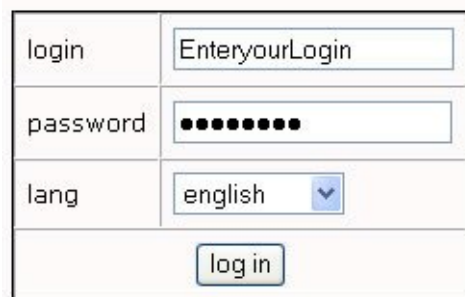 login EnteryourLogin
password ●●●●●●●●
lang english
log in